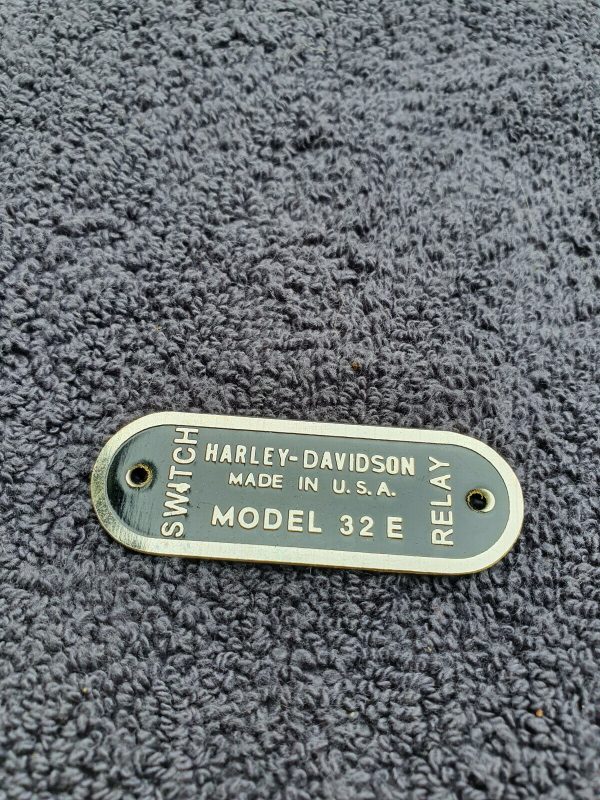 SWITCH
HARLEY-DAVIDSON
MADE IN U.S.A.
MODEL 32 E
RELAY